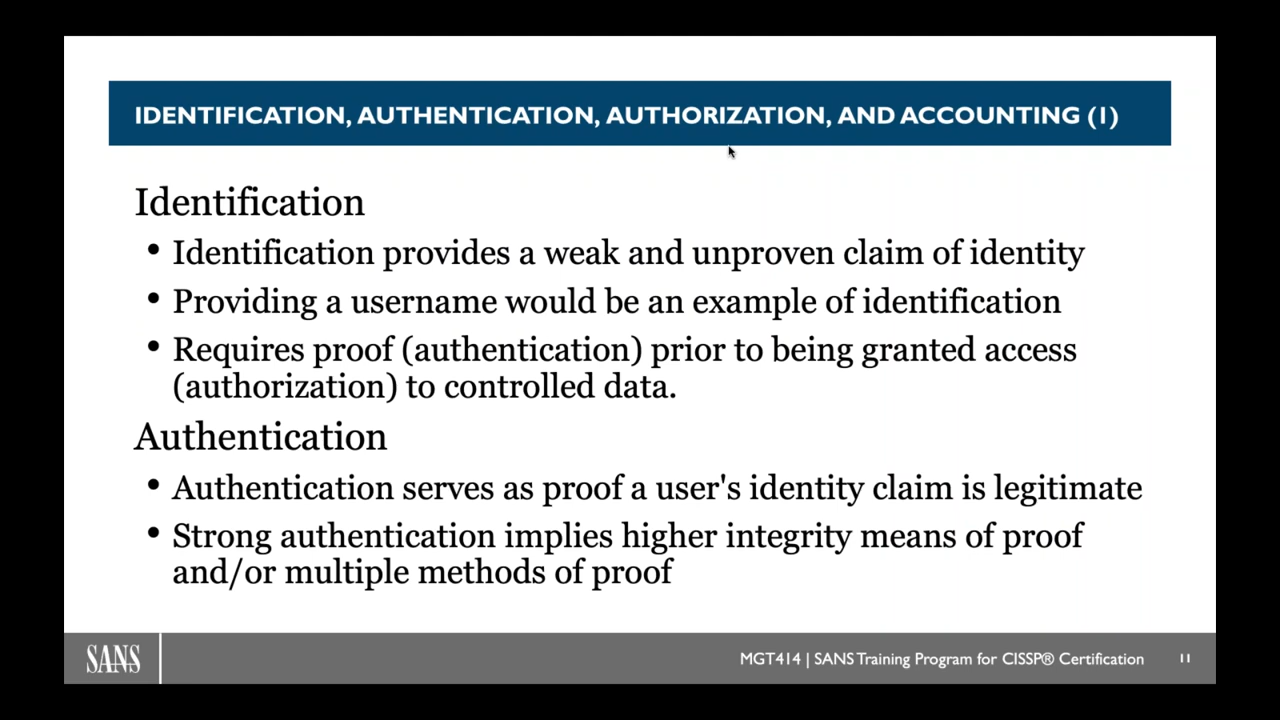 IDENTIFICATION, AUTHENTICATION, AUTHORIZATION, AND ACCOUNTING (1)
Identification
• Identification provides a weak and unproven claim of identity
• Providing a username would be an example of identification
• Requires proof (authentication) prior to being granted access
(authorization) to controlled data.
Authentication
• Authentication serves as proof a user's identity claim is legitimate
• Strong authentication implies higher integrity means of proof
and/or multiple methods of proof
SANS
MGT414 | SANS Training Program for CISSP® Certification
11